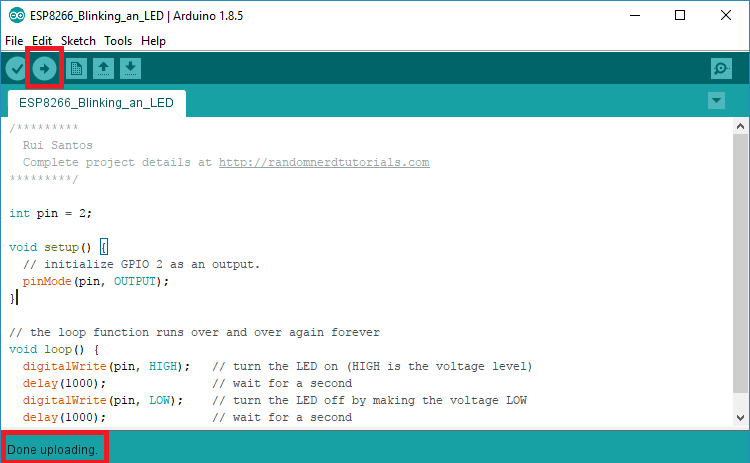 ESP8266_Blinking_an_LED | Arduino 1.8.5
File Edit Sketch Tools Help
ESP8266_Blinking_an_LED
/*********
  Rui Santos
  Complete project details at http://randomnerdtutorials.com
*********/

int pin = 2;

void setup() {
  // initialize GPIO 2 as an output.
  pinMode(pin, OUTPUT);
}

// the loop function runs over and over again forever
void loop() {
  digitalWrite(pin, HIGH);   // turn the LED on (HIGH is the voltage level)
  delay(1000);               // wait for a second
  digitalWrite(pin, LOW);    // turn the LED off by making the voltage LOW
  delay(1000);               // wait for a second
Done uploading.